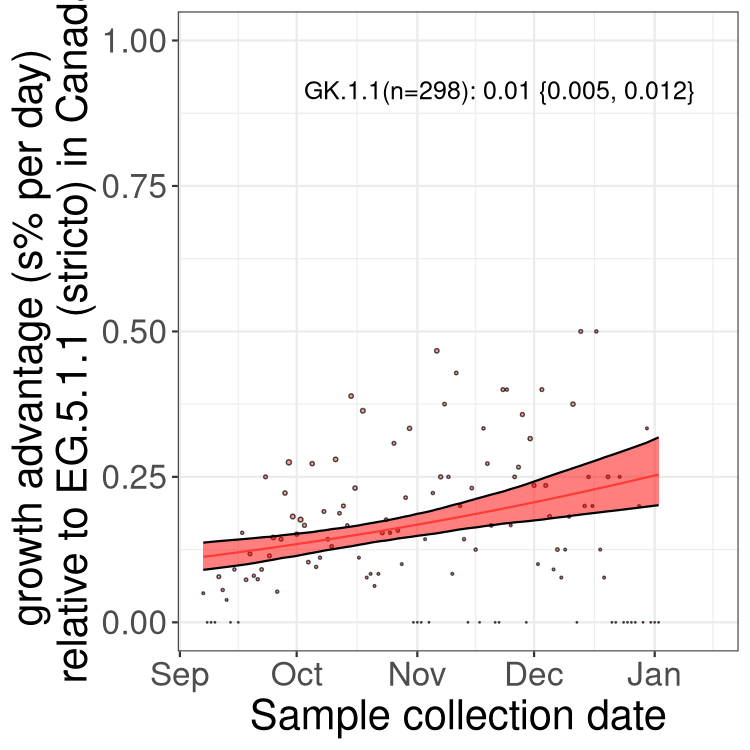 growth advantage (s% per day)
relative to EG.5.1.1 (stricto) in Canad
1.00
0.75
0.50
0.25
0.00
GK.1.1(n=298): 0.01 {0.005, 0.012}
Sep Oct Nov Dec Jan
Sample collection date